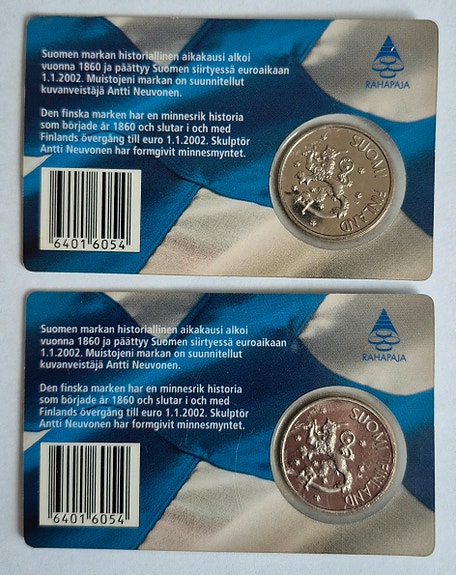 Suomen markan historiallinen aikakausi alkoi
vuonna 1860 ja päättyy Suomen siirtyessä euroaikaan
1.1.2002. Muistojeni markan on suunnitellut
kuvanveistäjä Antti Neuvonen.
Den finska marken har en minnesrik historia
som började år 1860 och slutar i och med
Finlands övergång till euro 1.1.2002. Skulptör
Antti Neuvonen har formgivit minnesmyntet.
RAHAPAJA
SUOMI FINLAND
6401 6054
Suomen markan historiallinen aikakausi alkoi
vuonna 1860 ja päättyy Suomen siirtyessä euroaikaan
1.1.2002. Muistojeni markan on suunnitellut
kuvanveistäjä Antti Neuvonen.
Den finska marken har en minnesrik historia
som började år 1860 och slutar i och med
Finlands övergång till euro 1.1.2002. Skulptör
Antti Neuvonen har formgivit minnesmyntet.
RAHAPAJA
SUOMI FINLAND
6401 6054